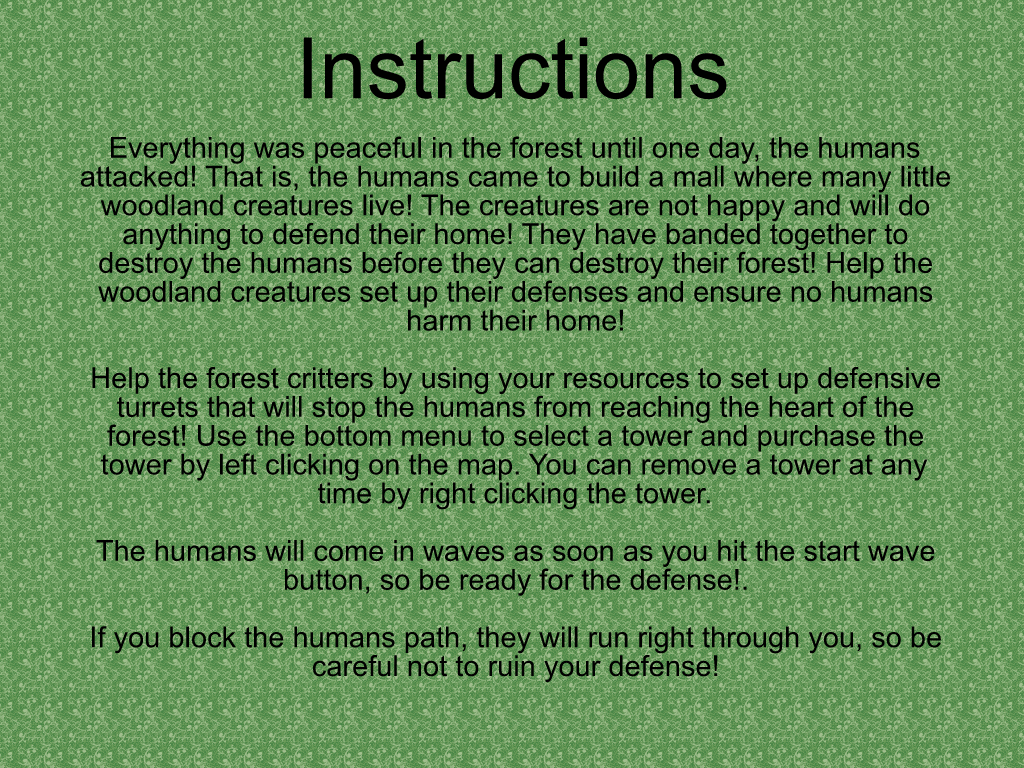 Instructions
Everything was peaceful in the forest until one day, the humans
attacked! That is, the humans came to build a mall where many little
woodland creatures live! The creatures are not happy and will do
anything to defend their home! They have banded together to
destroy the humans before they can destroy their forest! Help the
woodland creatures set up their defenses and ensure no humans
harm their home!
Help the forest critters by using your resources to set up defensive
turrets that will stop the humans from reaching the heart of the
forest! Use the bottom menu to select a tower and purchase the
tower by left clicking on the map. You can remove a tower at any
time by right clicking the tower.
The humans will come in waves as soon as you hit the start wave
button, so be ready for the defense!.
If you block the humans path, they will run right through you, so be
careful not to ruin your defense!